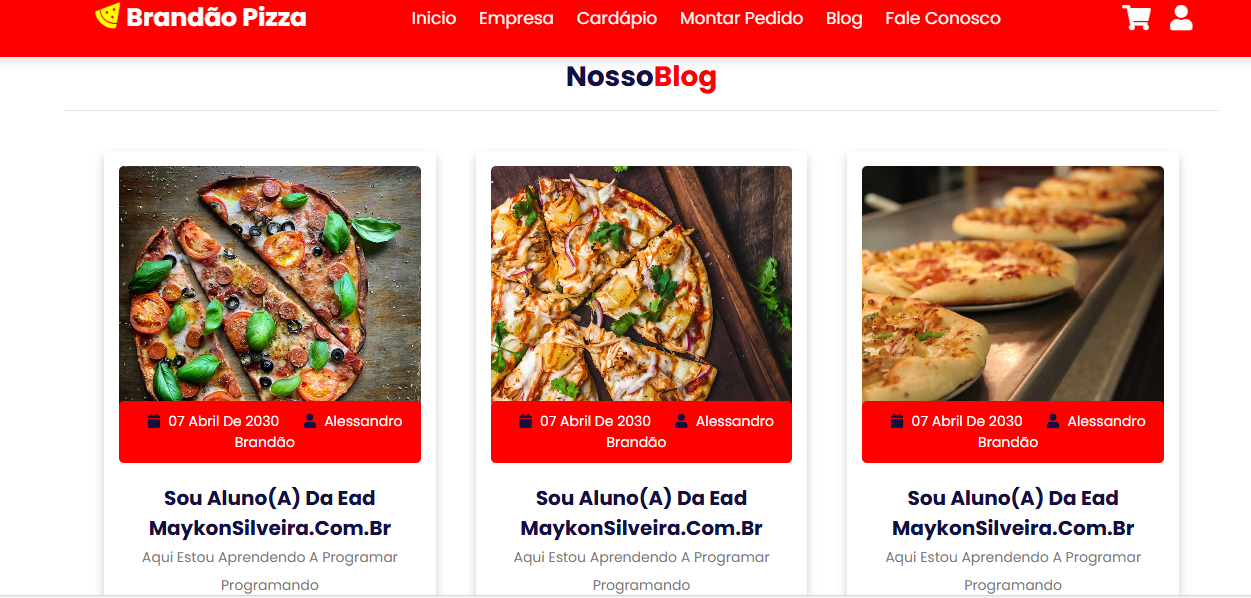 Brandão Pizza
Inicio Empresa Cardápio Montar Pedido Blog Fale Conosco
NossoBlog
07 Abril De 2030 Alessandro
Brandão
Sou Aluno(A) Da Ead
MaykonSilveira.Com.Br
Aqui Estou Aprendendo A Programar
Programando
07 Abril De 2030 Alessandro
Brandão
Sou Aluno(A) Da Ead
MaykonSilveira.Com.Br
Aqui Estou Aprendendo A Programar
Programando
07 Abril De 2030 Alessandro
Brandão
Sou Aluno(A) Da Ead
MaykonSilveira.Com.Br
Aqui Estou Aprendendo A Programar
Programando